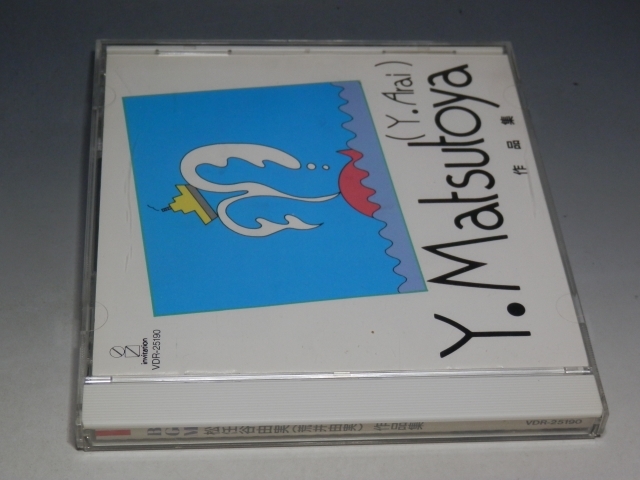 (Y. Arai)
Y. Matsutoya
作品集
invitation
VDR-25190
BGM 松任谷由実(荒井由実) 作品集
VDR-25190